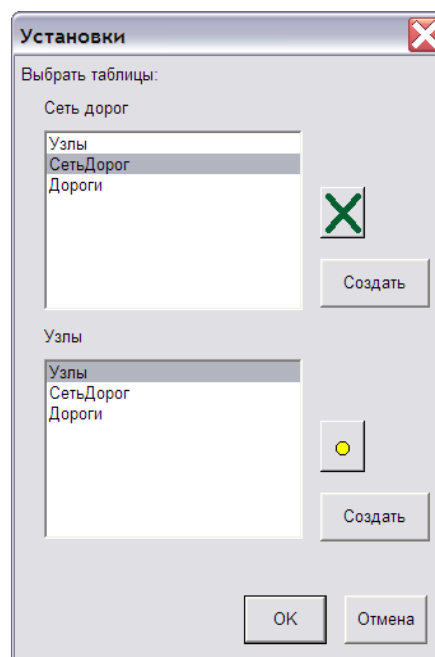 Установки
Выбрать таблицы:
Сеть дорог
Узлы
СетьДорог
Дороги
Создать
Узлы
Узлы
СетьДорог
Дороги
Создать
OK
Отмена